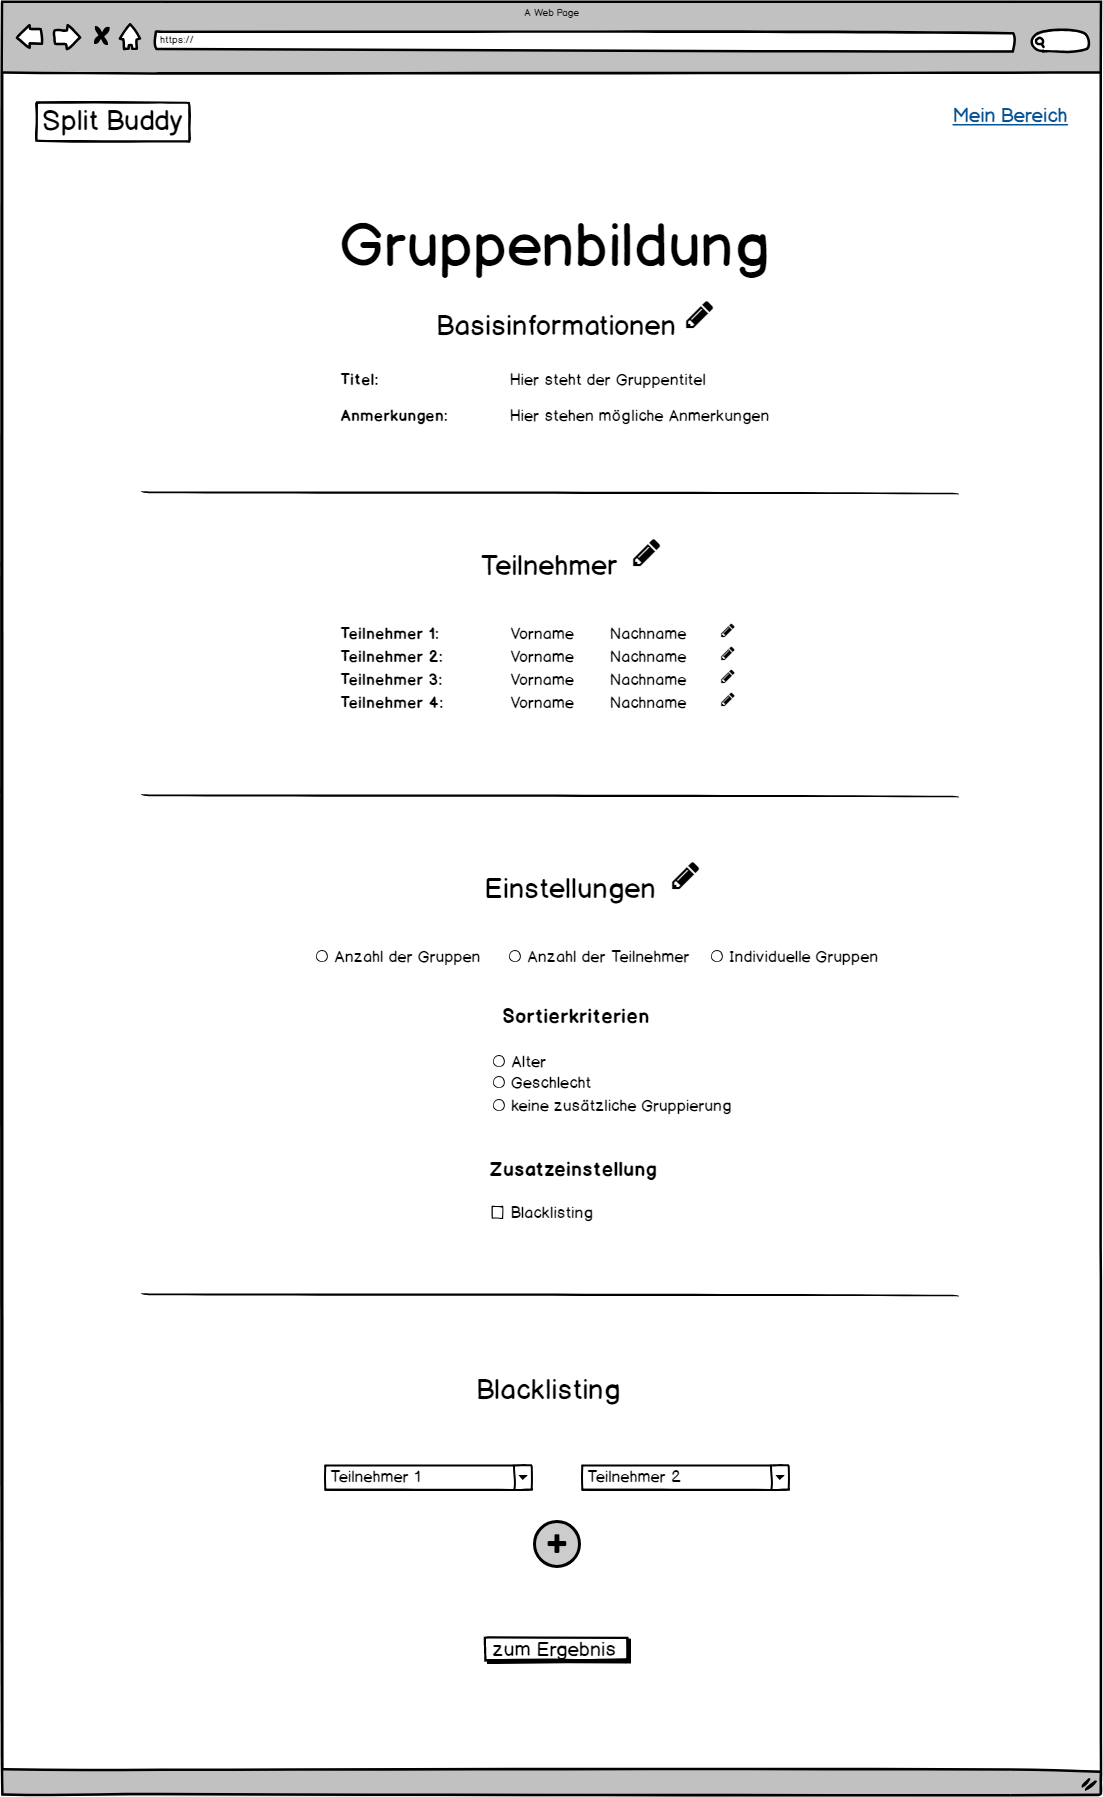 A Web Page
https://
Split Buddy
Mein Bereich
Gruppenbildung
Basisinformationen
Titel: Hier steht der Gruppentitel
Anmerkungen: Hier stehen mögliche Anmerkungen
Teilnehmer
Teilnehmer 1: Vorname Nachname
Teilnehmer 2: Vorname Nachname
Teilnehmer 3: Vorname Nachname
Teilnehmer 4: Vorname Nachname
Einstellungen
Anzahl der Gruppen Anzahl der Teilnehmer Individuelle Gruppen
Sortierkriterien
Alter
Geschlecht
keine zusätzliche Gruppierung
Zusatzeinstellung
Blacklisting
Blacklisting
Teilnehmer 1 Teilnehmer 2
zum Ergebnis